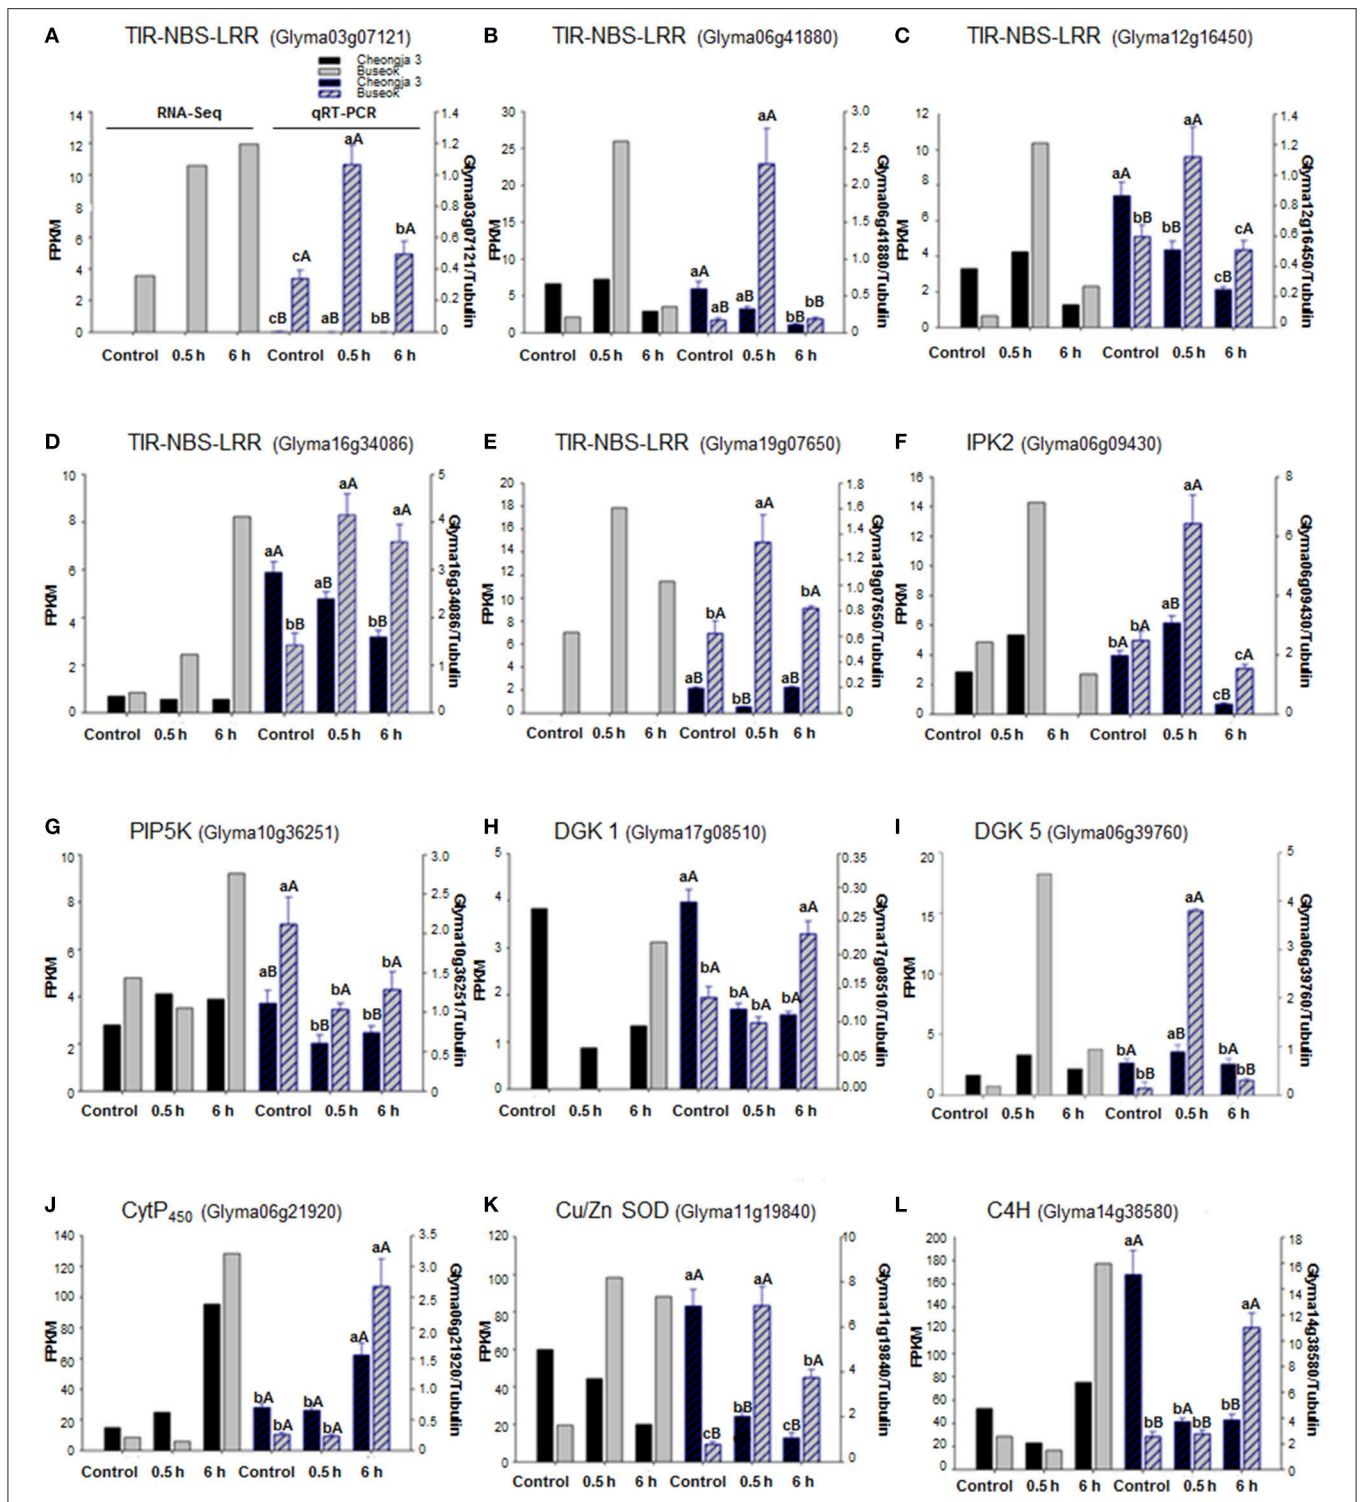 A TIR-NBS-LRR (Glyma03g07121)
Cheongja 3
Buseok
Cheongja 3
Buseok
RNA-Seq qRT-PCR
14
12
10
8
6
4
2
0
FPKM
1.4
1.2
1.0
0.8
0.6
0.4
0.2
0
Glyma03g07121/Tubulin
cB cA aB aA bB bA
Control 0.5 h 6 h Control 0.5 h 6 h
B TIR-NBS-LRR (Glyma06g41880)
30
25
20
15
10
5
0
FPKM
3.0
2.5
2.0
1.5
1.0
0.5
0
Glyma06g41880/Tubulin
aA aB aB aA bB bB
Control 0.5 h 6 h Control 0.5 h 6 h
C TIR-NBS-LRR (Glyma12g16450)
12
10
8
6
4
2
0
FPKM
1.4
1.2
1.0
0.8
0.6
0.4
0.2
0
Glyma12g16450/Tubulin
aA bB bB aA cB cA
Control 0.5 h 6 h Control 0.5 h 6 h
D TIR-NBS-LRR (Glyma16g34086)
10
8
6
4
2
0
FPKM
5
4
3
2
1
0
Glyma16g34086/Tubulin
aA bB aB aA bB aA
Control 0.5 h 6 h Control 0.5 h 6 h
E TIR-NBS-LRR (Glyma19g07650)
20
18
16
14
12
10
8
6
4
2
0
FPKM
1.8
1.6
1.4
1.2
1.0
0.8
0.6
0.4
0.2
0
Glyma19g07650/Tubulin
aB bA bB aA aB bA
Control 0.5 h 6 h Control 0.5 h 6 h
F IPK2 (Glyma06g09430)
16
14
12
10
8
6
4
2
0
FPKM
8
6
4
2
0
Glyma06g09430/Tubulin
bA bA aB aA cB cA
Control 0.5 h 6 h Control 0.5 h 6 h
G PIP5K (Glyma10g36251)
10
8
6
4
2
0
FPKM
3.0
2.5
2.0
1.5
1.0
0.5
0
Glyma10g36251/Tubulin
aB aA bB bA bB bA
Control 0.5 h 6 h Control 0.5 h 6 h
H DGK 1 (Glyma17g08510)
5
4
3
2
1
0
FPKM
0.35
0.30
0.25
0.20
0.15
0.10
0.05
0.00
Glyma17g08510/Tubulin
aA bA bA bA bA aA
Control 0.5 h 6 h Control 0.5 h 6 h
I DGK 5 (Glyma06g39760)
20
15
10
5
0
FPKM
5
4
3
2
1
0
Glyma06g39760/Tubulin
bA bB aB aA bA bB
Control 0.5 h 6 h Control 0.5 h 6 h
J CytP450 (Glyma06g21920)
140
120
100
80
60
40
20
0
FPKM
3.5
3.0
2.5
2.0
1.5
1.0
0.5
0
Glyma06g21920/Tubulin
bA bA bA bA aA aA
Control 0.5 h 6 h Control 0.5 h 6 h
K Cu/Zn SOD (Glyma11g19840)
120
100
80
60
40
20
0
FPKM
10
8
6
4
2
0
Glyma11g19840/Tubulin
aA cB bB aA cB bA
Control 0.5 h 6 h Control 0.5 h 6 h
L C4H (Glyma14g38580)
200
180
160
140
120
100
80
60
40
20
0
FPKM
18
16
14
12
10
8
6
4
2
0
Glyma14g38580/Tubulin
aA bB bA bB bB aA
Control 0.5 h 6 h Control 0.5 h 6 h